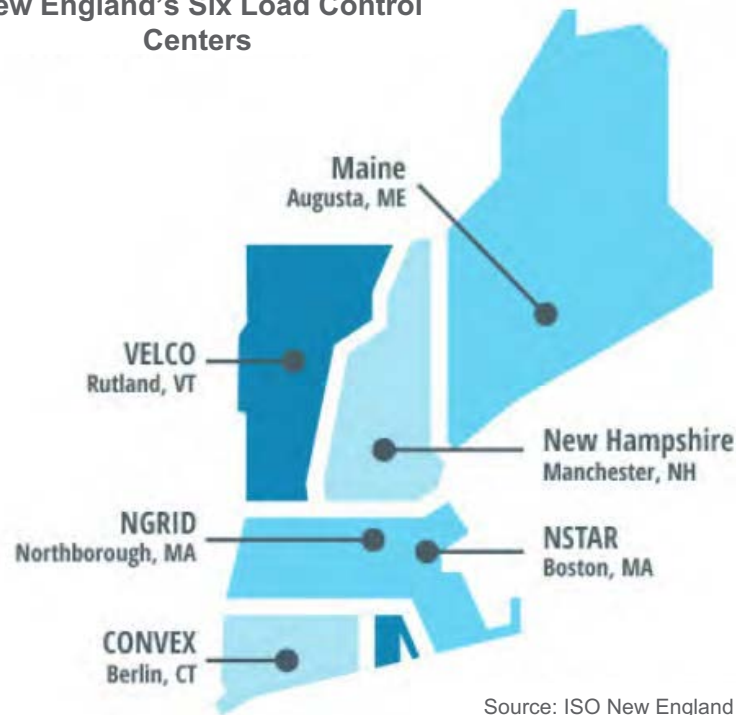 ew England's Six Load Control
Centers
Maine
Augusta, ME
VELCO
Rutland, VT
New Hampshire
Manchester, NH
NGRID
Northborough, MA
NSTAR
Boston, MA
CONVEX
Berlin, CT
Source: ISO New England